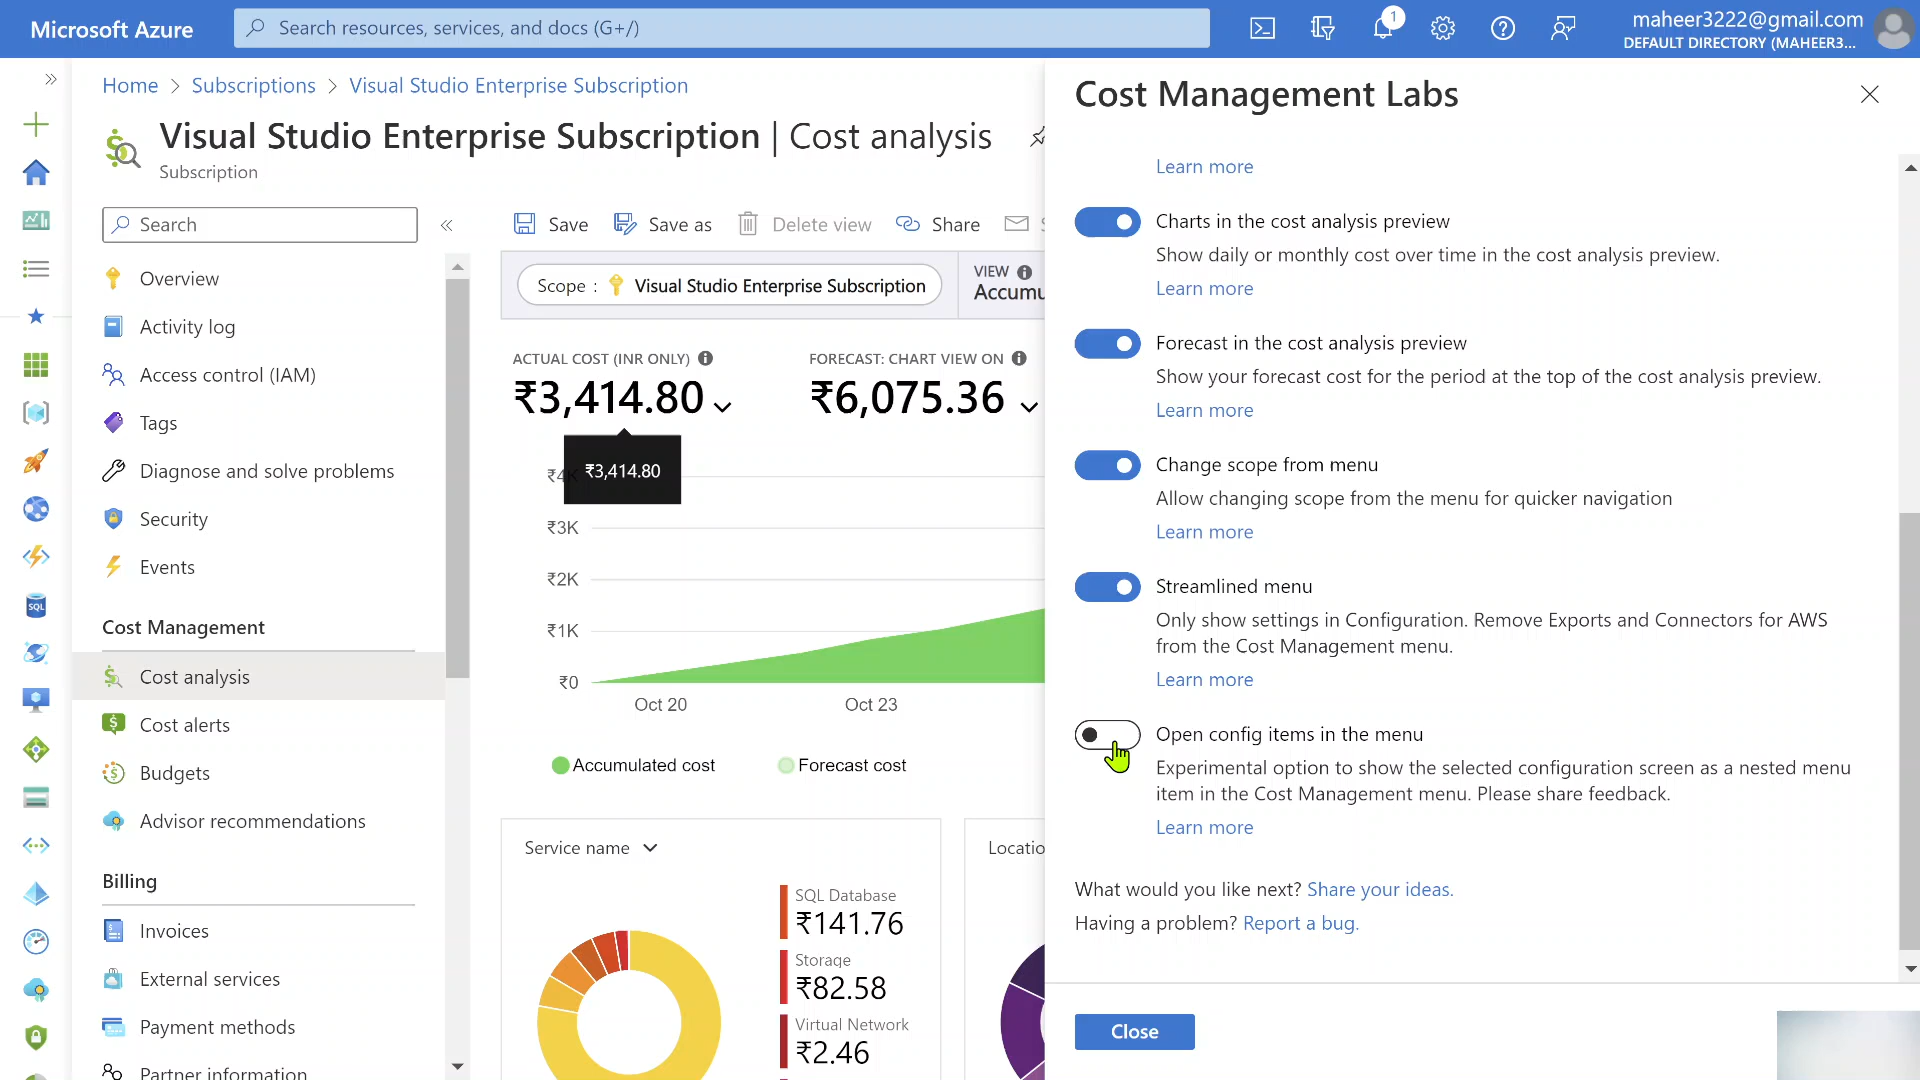 Microsoft Azure
Search resources, services, and docs (G+/)
1
maheer3222@gmail.com
DEFAULT DIRECTORY (MAHEER3...
Home > Subscriptions > Visual Studio Enterprise Subscription
Visual Studio Enterprise Subscription | Cost analysis
Subscription
Search
Overview
Activity log
Access control (IAM)
Tags
Diagnose and solve problems
Security
Events
Cost Management
Cost analysis
Cost alerts
Budgets
Advisor recommendations
Billing
Invoices
External services
Payment methods
Partner information
SQL
Save
Save as
Delete view
Share
Scope : Visual Studio Enterprise Subscription
VIEW
Accumu
ACTUAL COST (INR ONLY)
₹3,414.80
FORECAST: CHART VIEW ON
₹6,075.36
₹3,414.80
₹4K
₹3K
₹2K
₹1K
₹0
Oct 20
Oct 23
Accumulated cost
Forecast cost
Service name
SQL Database
₹141.76
Storage
₹82.58
Virtual Network
₹2.46
Locatio
Cost Management Labs
Learn more
Charts in the cost analysis preview
Show daily or monthly cost over time in the cost analysis preview.
Learn more
Forecast in the cost analysis preview
Show your forecast cost for the period at the top of the cost analysis preview.
Learn more
Change scope from menu
Allow changing scope from the menu for quicker navigation
Learn more
Streamlined menu
Only show settings in Configuration. Remove Exports and Connectors for AWS
from the Cost Management menu.
Learn more
Open config items in the menu
Experimental option to show the selected configuration screen as a nested menu
item in the Cost Management menu. Please share feedback.
Learn more
What would you like next? Share your ideas.
Having a problem? Report a bug.
Close